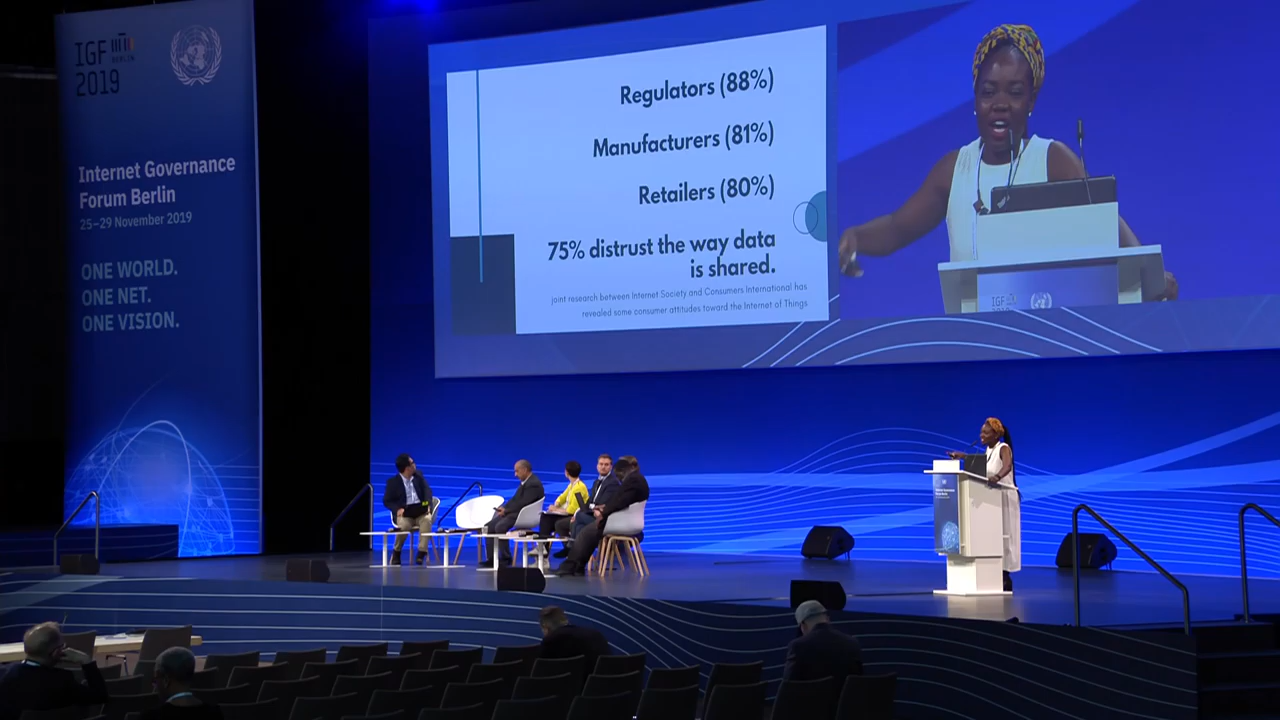 IGF
BERLIN
2019
Internet Governance
Forum Berlin
25–29 November 2019
ONE WORLD.
ONE NET.
ONE VISION.
Regulators (88%)
Manufacturers (81%)
Retailers (80%)
75% distrust the way data
is shared.
joint research between Internet Society and Consumers International has
revealed some consumer attitudes toward the Internet of Things
IGF